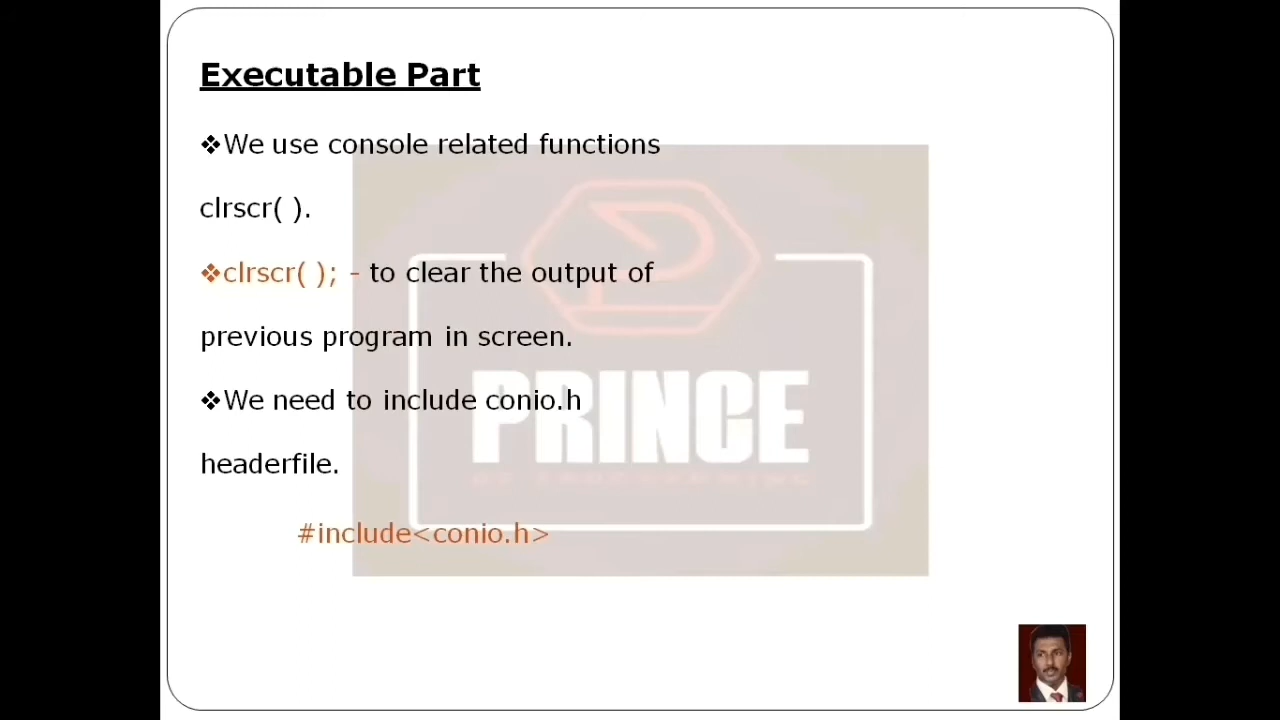 Executable Part
❖We use console related functions
clrscr( ).
❖clrscr( ); - to clear the output of
previous program in screen.
❖We need to include conio.h
headerfile.
#include<conio.h>
PRINCE